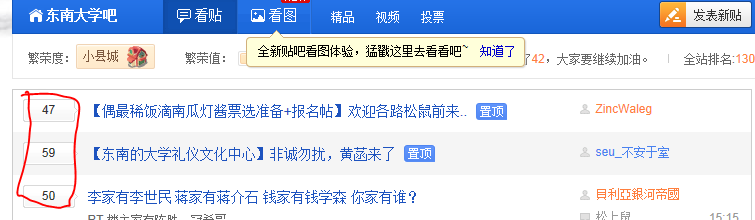 东南大学吧 看贴 看图 精品 视频 投票 发表新贴
全新贴吧看图体验，猛戳这里去看看吧~ 知道了
繁荣度： 小县城 繁荣值： 了42，大家要继续加油。 全站排名:130
47 【偶最稀饭滴南瓜灯酱票选准备+报名帖】欢迎各路松鼠前来.. 置顶 ZincWaleg
59 【东南的大学礼仪文化中心】非诚勿扰，黄菡来了 置顶 seu_不安于室
50 李家有李世民 蒋家有蒋介石 钱家有钱学森 你家有谁？ 貝利亞銀河帝國
松上鼠 15:15